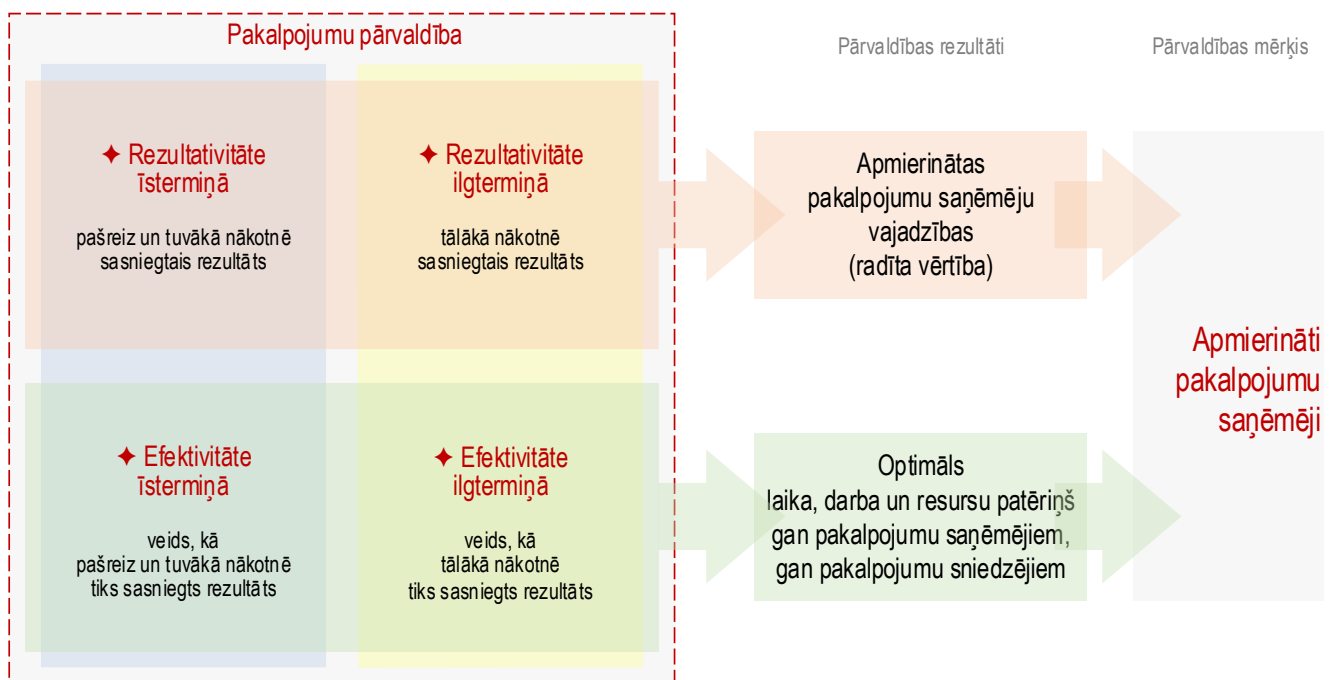 Pakalpojumu pārvaldība
Pārvaldības rezultāti
Pārvaldības mērķis
✦ Rezultativitāte
īstermiņā
pašreiz un tuvākā nākotnē
sasniegtais rezultāts
✦ Rezultativitāte
ilgtermiņā
tālākā nākotnē
sasniegtais rezultāts
Apmierinātas
pakalpojumu saņēmēju
vajadzības
(radīta vērtība)
✦ Efektivitāte
īstermiņā
veids, kā
pašreiz un tuvākā nākotnē
tiks sasniegts rezultāts
✦ Efektivitāte
ilgtermiņā
veids, kā
tālākā nākotnē
tiks sasniegts rezultāts
Optimāls
laika, darba un resursu patēriņš
gan pakalpojumu saņēmējiem,
gan pakalpojumu sniedzējiem
Apmierināti
pakalpojumu
saņēmēji